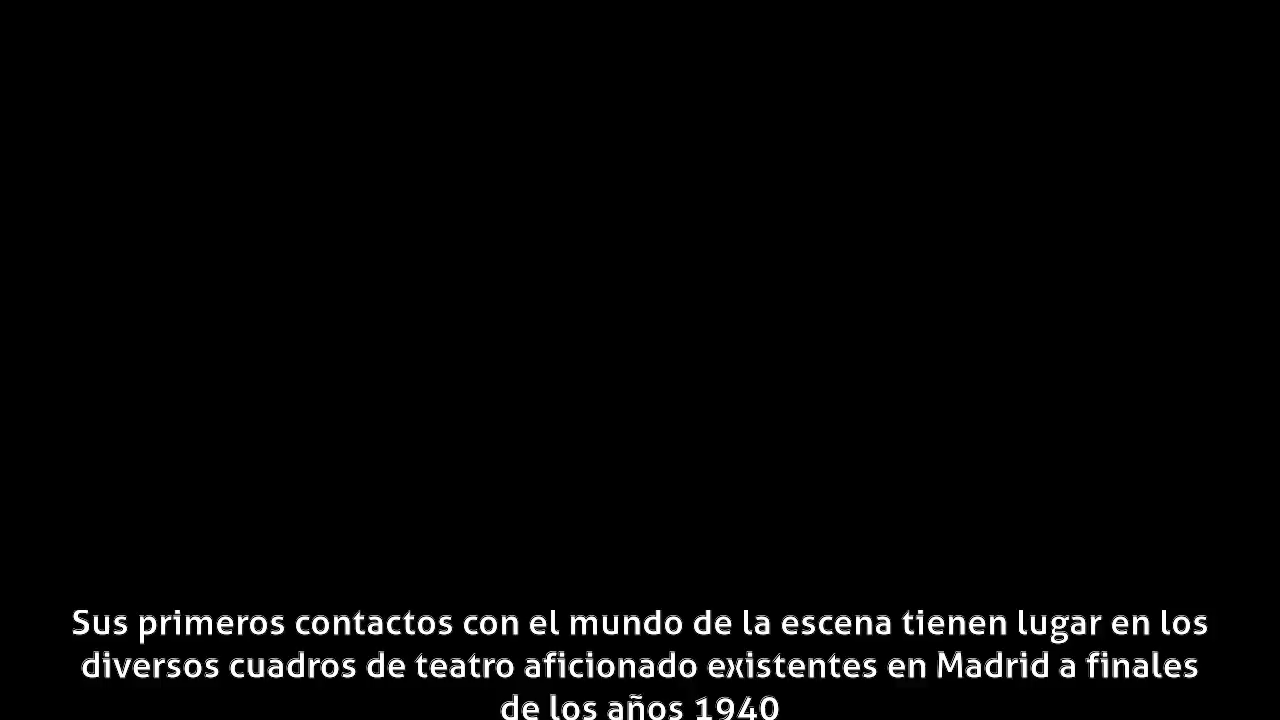 Sus primeros contactos con el mundo de la escena tienen lugar en los
diversos cuadros de teatro aficionado existentes en Madrid a finales
de los años 1940